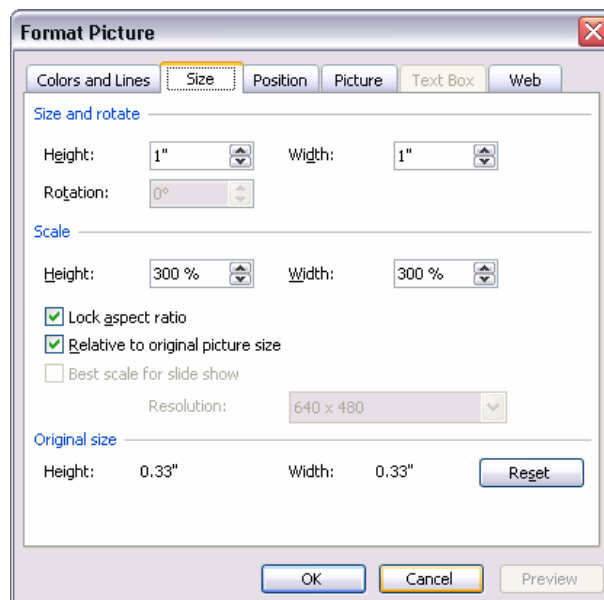 Format Picture
Colors and Lines Size Position Picture Text Box Web
Size and rotate
Height: 1" Width: 1"
Rotation: 0°
Scale
Height: 300 % Width: 300 %
Lock aspect ratio
Relative to original picture size
Best scale for slide show
Resolution: 640 x 480
Original size
Height: 0.33" Width: 0.33" Reset
OK Cancel Preview